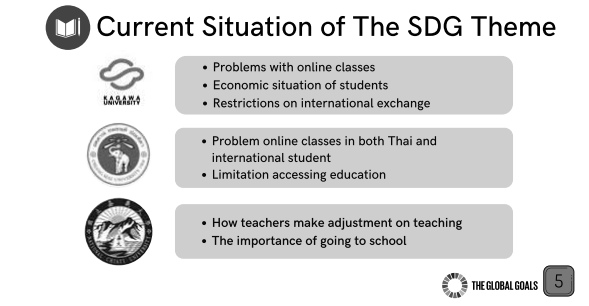 Current Situation of The SDG Theme
KAGAWA
UNIVERSITY
• Problems with online classes
• Economic situation of students
• Restrictions on international exchange
• Problem online classes in both Thai and
international student
• Limitation accessing education
• How teachers make adjustment on teaching
• The importance of going to school
THE GLOBAL GOALS
5